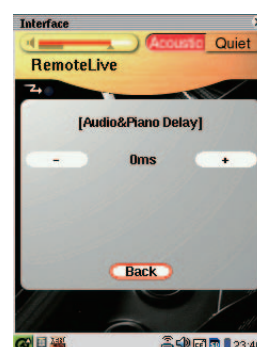 Interface
Acoustic Quiet
RemoteLive
[Audio&Piano Delay]
- 0ms +
Back